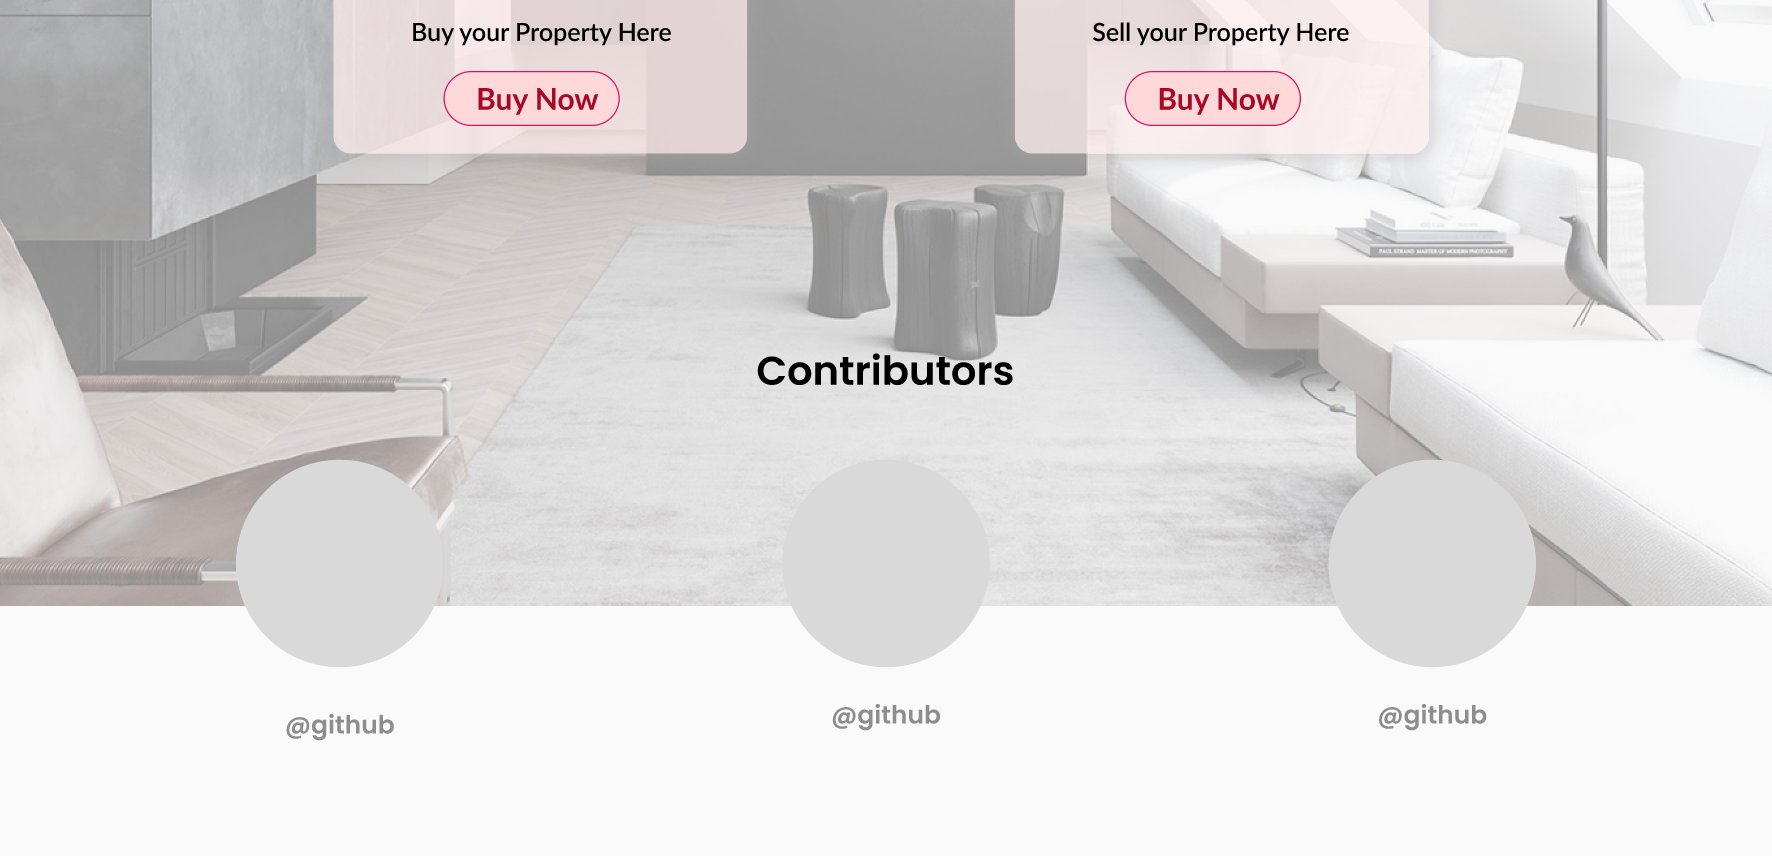 Buy your Property Here
Sell your Property Here
Buy Now
Buy Now
PAUL STRAND MASTER OF MODERN PHOTOGRAPHY
Contributors
@github
@github
@github